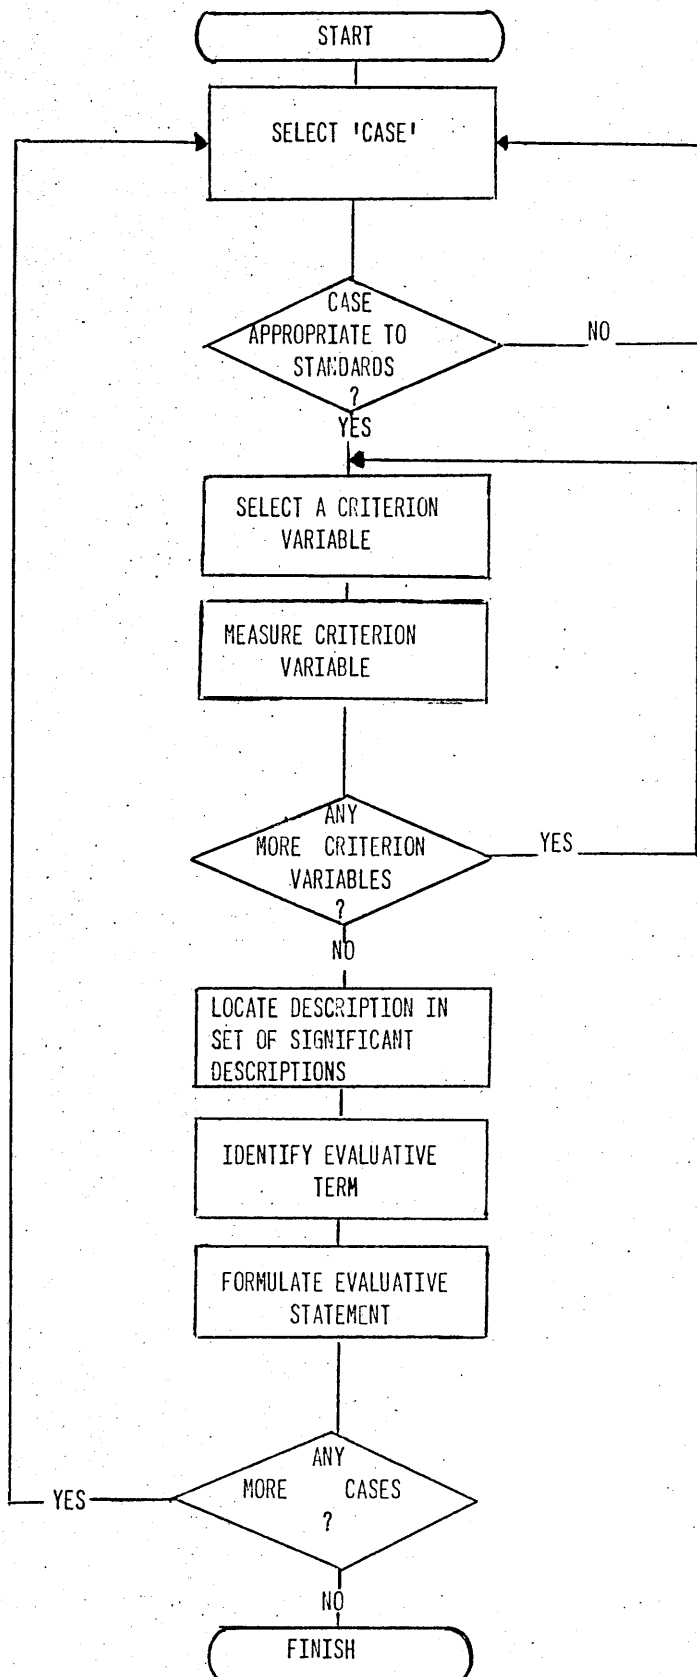 START
SELECT 'CASE'
CASE
APPROPRIATE TO
STANDARDS
?
NO
YES
SELECT A CRITERION
VARIABLE
MEASURE CRITERION
VARIABLE
ANY
MORE CRITERION
VARIABLES
?
YES
NO
LOCATE DESCRIPTION IN
SET OF SIGNIFICANT
DESCRIPTIONS
IDENTIFY EVALUATIVE
TERM
FORMULATE EVALUATIVE
STATEMENT
ANY
MORE CASES
?
YES
NO
FINISH